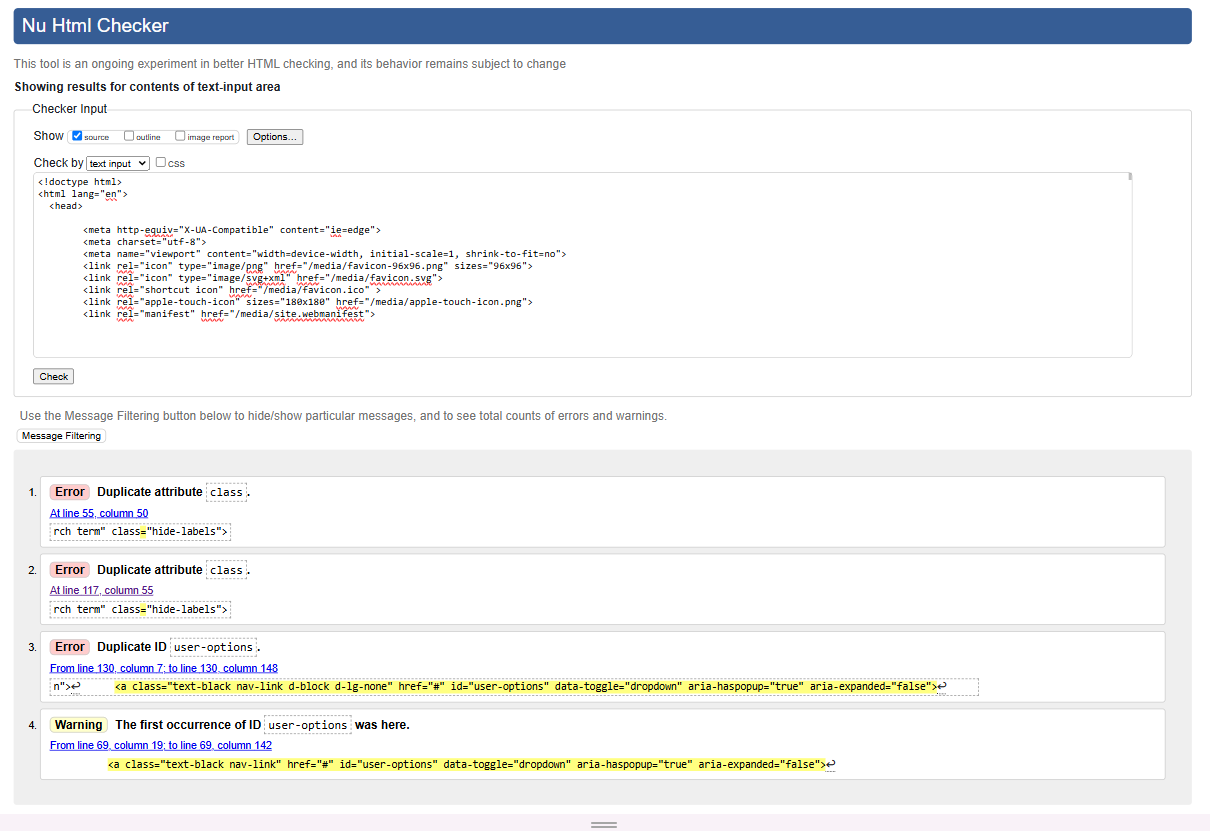 Nu Html Checker
This tool is an ongoing experiment in better HTML checking, and its behavior remains subject to change
Showing results for contents of text-input area
Checker Input
Show source outline image report Options...
Check by text input css
<!doctype html>
<html lang="en">
<head>
<meta http-equiv="X-UA-Compatible" content="ie=edge">
<meta charset="utf-8">
<meta name="viewport" content="width=device-width, initial-scale=1, shrink-to-fit=no">
<link rel="icon" type="image/png" href="/media/favicon-96x96.png" sizes="96x96">
<link rel="icon" type="image/svg+xml" href="/media/favicon.svg">
<link rel="shortcut icon" href="/media/favicon.ico" >
<link rel="apple-touch-icon" sizes="180x180" href="/media/apple-touch-icon.png">
<link rel="manifest" href="/media/site.webmanifest">
Check
Use the Message Filtering button below to hide/show particular messages, and to see total counts of errors and warnings.
Message Filtering
1. Error Duplicate attribute class.
At line 55, column 50
rch term" class="hide-labels">
2. Error Duplicate attribute class.
At line 117, column 55
rch term" class="hide-labels">
3. Error Duplicate ID user-options.
From line 130, column 7; to line 130, column 148
n">↩ <a class="text-black nav-link d-block d-lg-none" href="#" id="user-options" data-toggle="dropdown" aria-haspopup="true" aria-expanded="false">↩
4. Warning The first occurrence of ID user-options was here.
From line 69, column 19; to line 69, column 142
<a class="text-black nav-link" href="#" id="user-options" data-toggle="dropdown" aria-haspopup="true" aria-expanded="false">↩